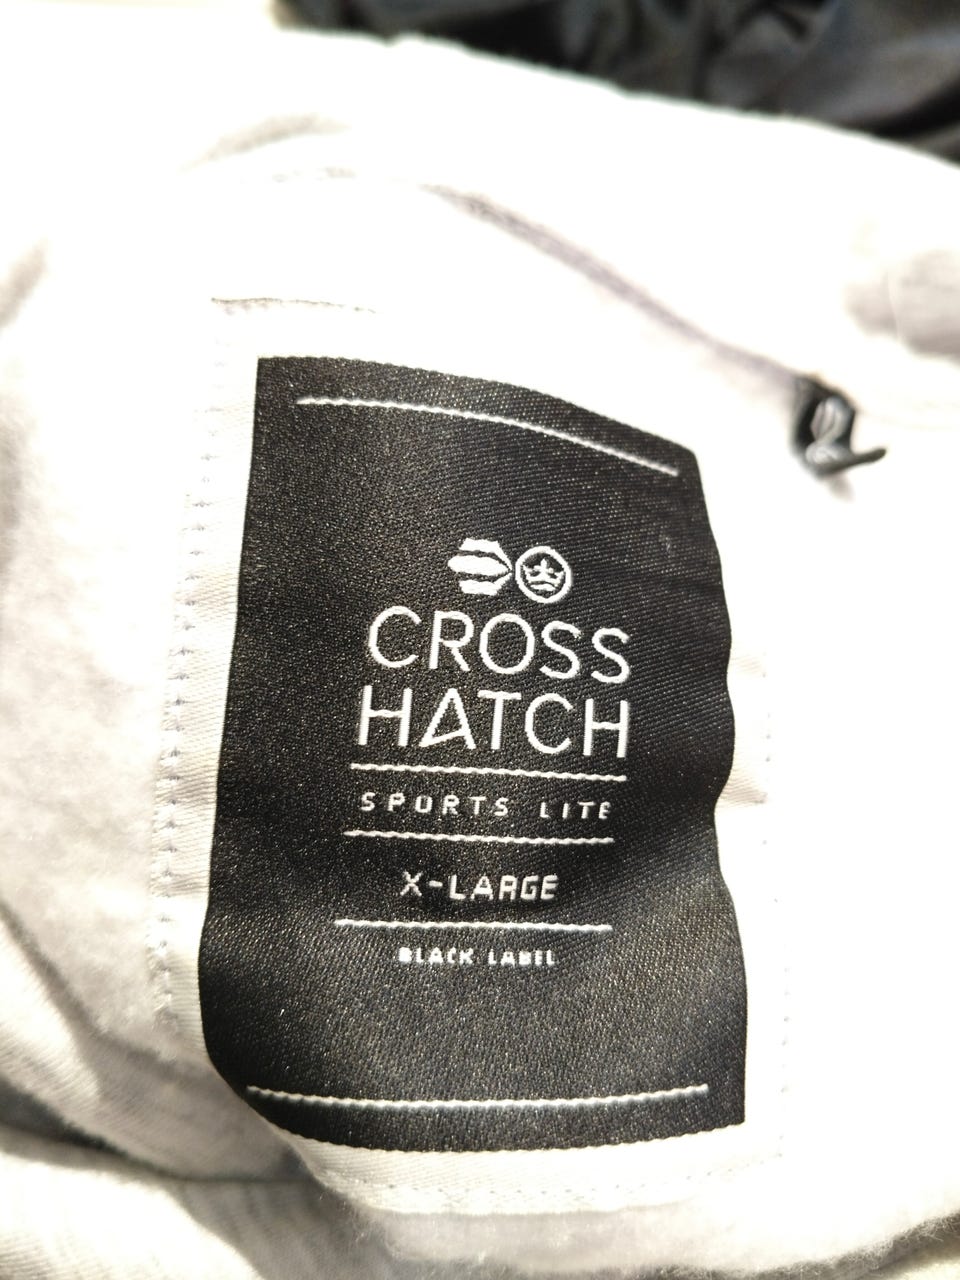 CROSS
HATCH
SPORTS LITE
X-LARGE
BLACK LABEL